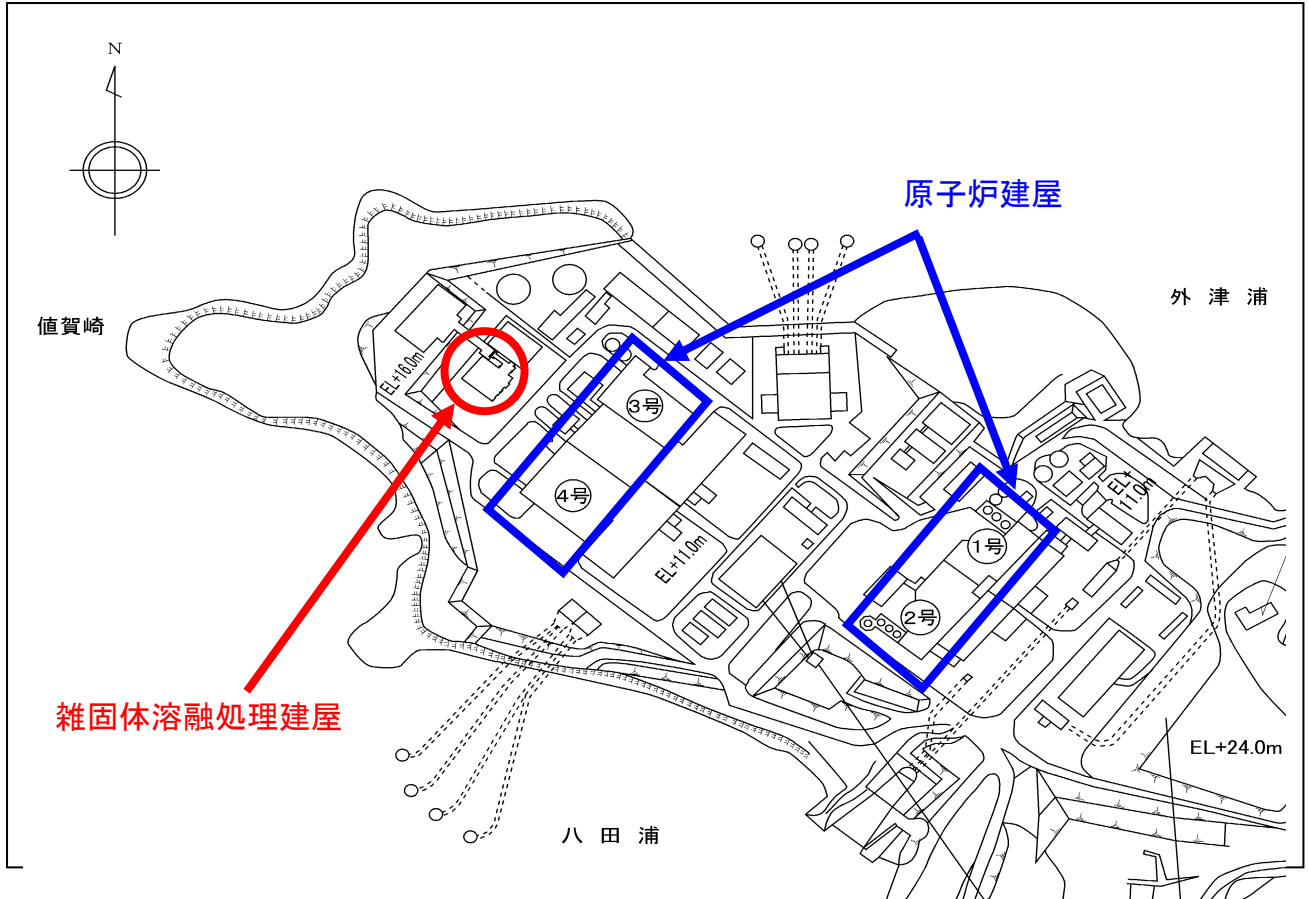 N
原子炉建屋
外津浦
値賀崎
EL+16.0m
3号
4号
EL+11.0m
EL+
11.0m
1号
2号
雑固体溶融処理建屋
EL+24.0m
八田浦